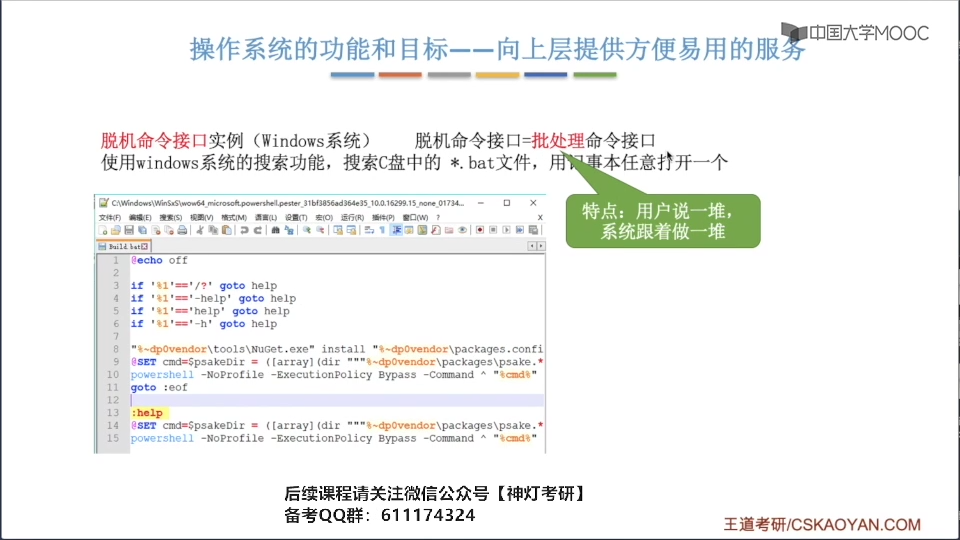 中国大学MOOC
操作系统的功能和目标——向上层提供方便易用的服务
脱机命令接口实例（Windows系统） 脱机命令接口=批处理命令接口
使用windows系统的搜索功能，搜索C盘中的 *.bat文件，用记事本任意打开一个
特点：用户说一堆，
系统跟着做一堆
C:\Windows\WinSxS\wow64_microsoft.powershell.pester_31bf3856ad364e35_10.0.16299.15_none_01734...
文件(F) 编辑(E) 搜索(S) 视图(V) 格式(M) 语言(L) 设置(T) 宏(O) 运行(R) 插件(P) 窗口(W) ? X
Build.bat
1 @echo off
2
3 if '%1'=='/?' goto help
4 if '%1'=='-help' goto help
5 if '%1'=='help' goto help
6 if '%1'=='-h' goto help
7
8 "%~dp0vendor\tools\NuGet.exe" install "%~dp0vendor\packages.confi
9 @SET cmd=$psakeDir = ([array](dir """%~dp0vendor\packages\psake.*
10 powershell -NoProfile -ExecutionPolicy Bypass -Command ^ "%cmd%"
11 goto :eof
12
13 :help
14 @SET cmd=$psakeDir = ([array](dir """%~dp0vendor\packages\psake.*
15 powershell -NoProfile -ExecutionPolicy Bypass -Command ^ "%cmd%"
后续课程请关注微信公众号【神灯考研】
备考QQ群：611174324
王道考研/CSKAOYAN.COM